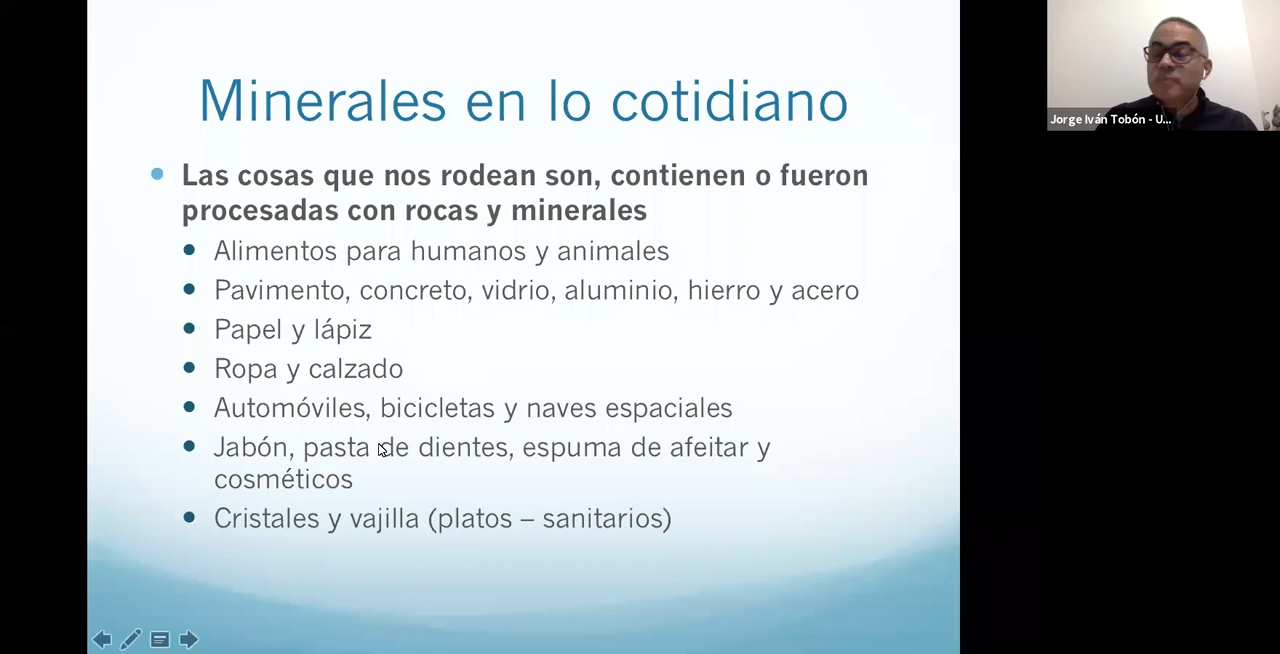 Minerales en lo cotidiano
Las cosas que nos rodean son, contienen o fueron
procesadas con rocas y minerales
Alimentos para humanos y animales
Pavimento, concreto, vidrio, aluminio, hierro y acero
Papel y lápiz
Ropa y calzado
Automóviles, bicicletas y naves espaciales
Jabón, pasta de dientes, espuma de afeitar y
cosméticos
Cristales y vajilla (platos – sanitarios)
Jorge Iván Tobón - U...